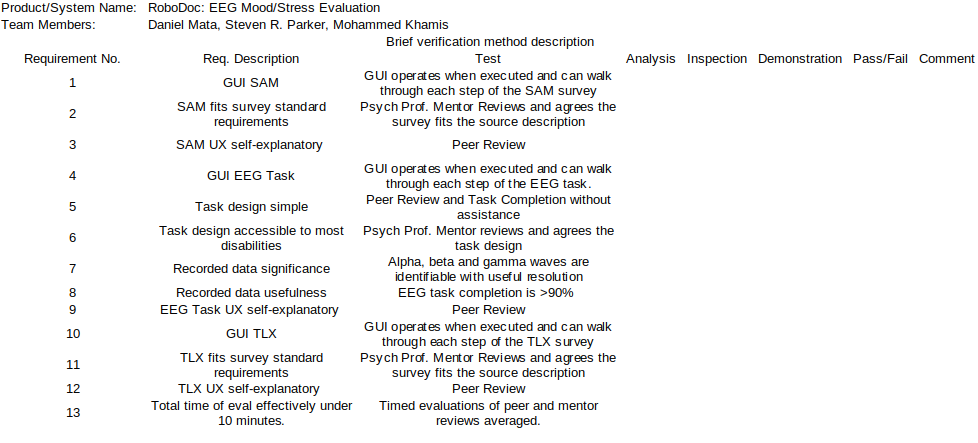 Product/System Name: RoboDoc: EEG Mood/Stress Evaluation
Team Members: Daniel Mata, Steven R. Parker, Mohammed Khamis
Brief verification method description
Requirement No. Req. Description Test Analysis Inspection Demonstration Pass/Fail Comment
1 GUI SAM GUI operates when executed and can walk
through each step of the SAM survey
2 SAM fits survey standard Psych Prof. Mentor Reviews and agrees the
requirements survey fits the source description
3 SAM UX self-explanatory Peer Review
4 GUI EEG Task GUI operates when executed and can walk
through each step of the EEG task.
5 Task design simple Peer Review and Task Completion without
assistance
6 Task design accessible to most Psych Prof. Mentor reviews and agrees the
disabilities task design
7 Recorded data significance Alpha, beta and gamma waves are
identifiable with useful resolution
8 Recorded data usefulness EEG task completion is >90%
9 EEG Task UX self-explanatory Peer Review
10 GUI TLX GUI operates when executed and can walk
through each step of the TLX survey
11 TLX fits survey standard Psych Prof. Mentor Reviews and agrees the
requirements survey fits the source description
12 TLX UX self-explanatory Peer Review
13 Total time of eval effectively under Timed evaluations of peer and mentor
10 minutes. reviews averaged.